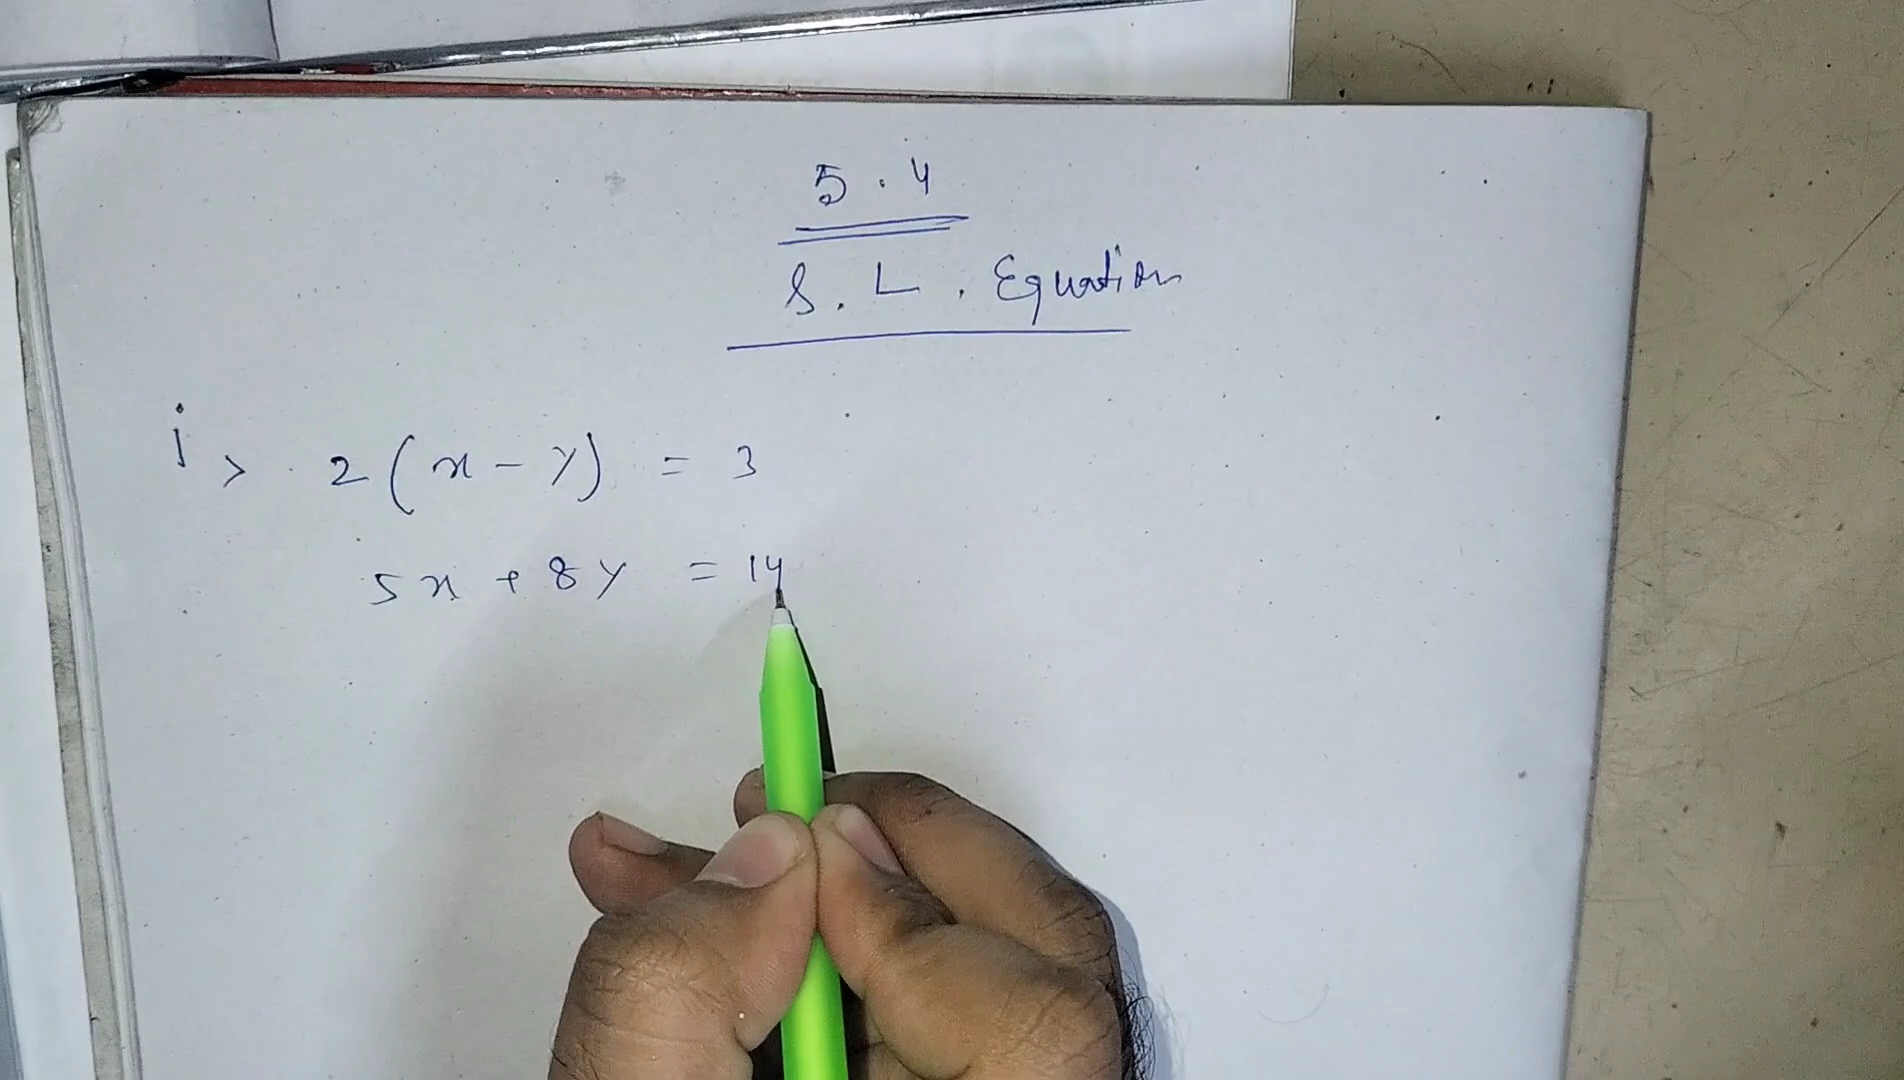 5.4
S. L. Equation
i> 2(x - y) = 3
5x + 8y = 14